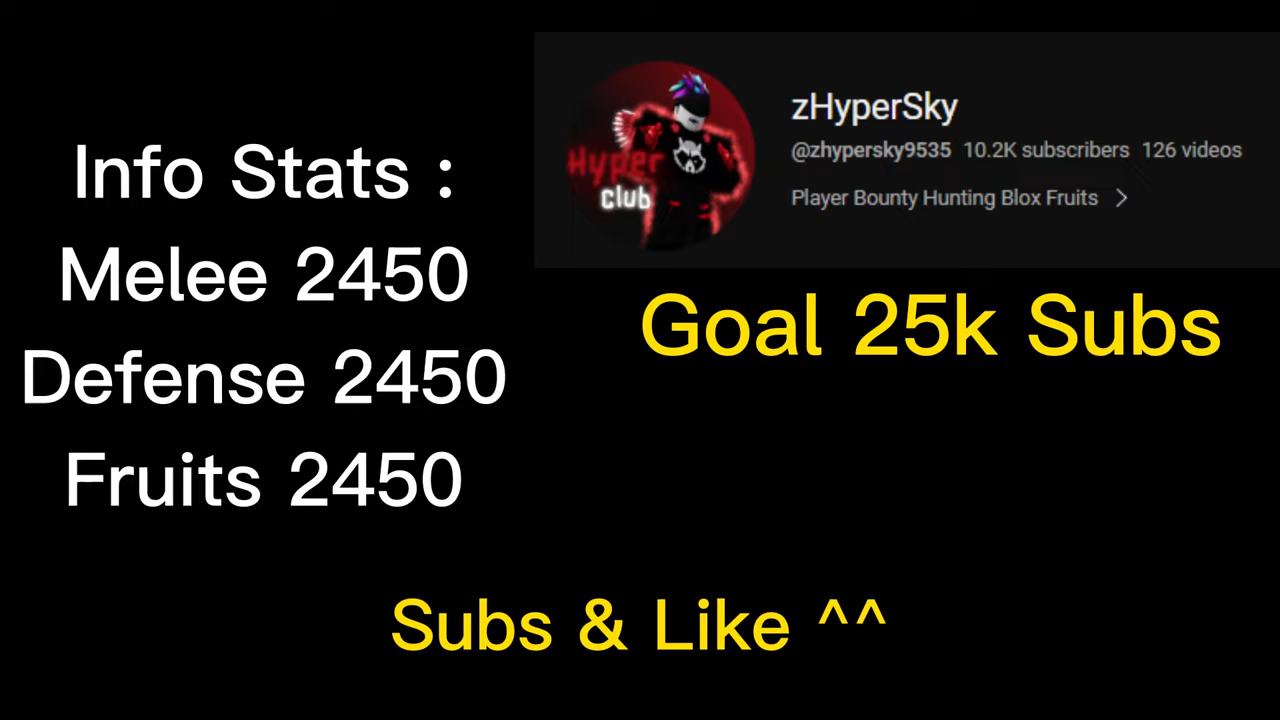 Info Stats :
Melee 2450
Defense 2450
Fruits 2450
Hyper
Club
zHyperSky
@zhypersky9535 10.2K subscribers 126 videos
Player Bounty Hunting Blox Fruits
Goal 25k Subs
Subs & Like ^^